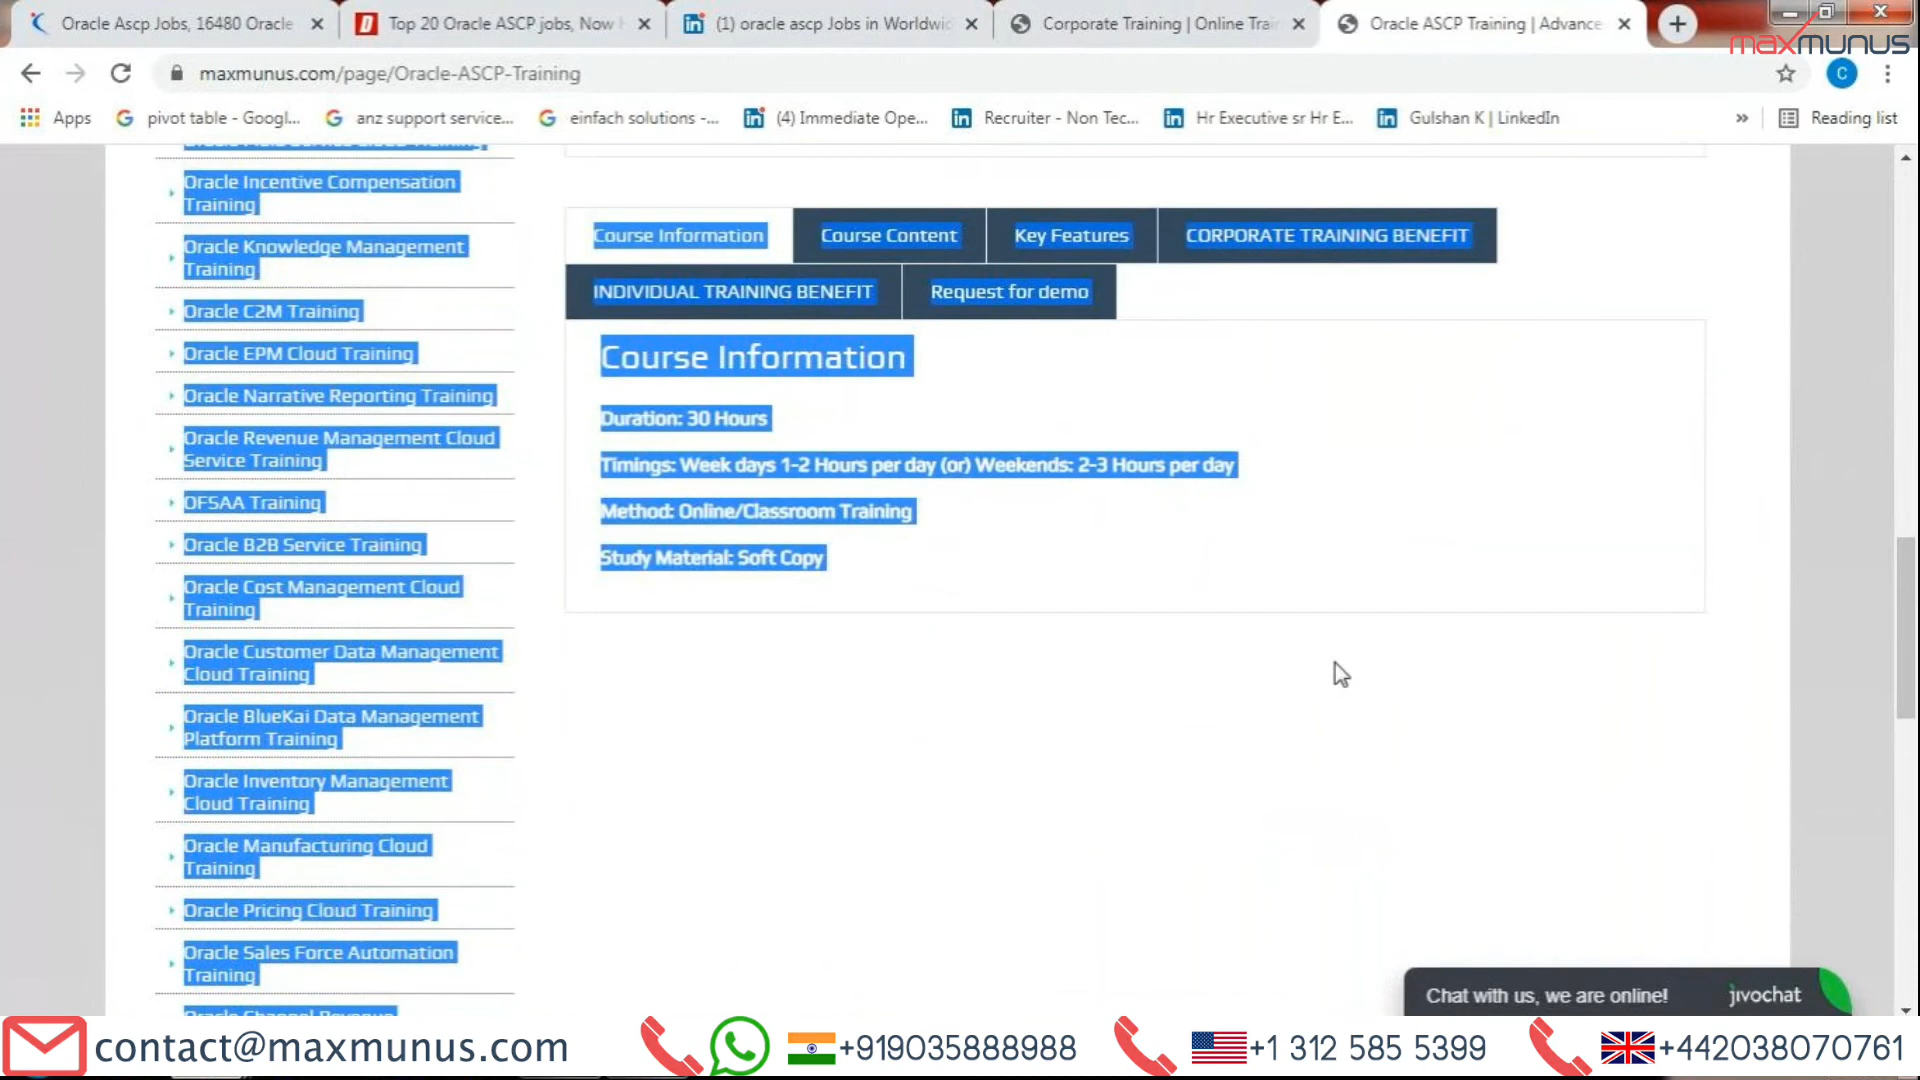 Oracle Ascp Jobs, 16480 Oracle
Top 20 Oracle ASCP jobs, Now
(1) oracle ascp Jobs in Worldwi
Corporate Training | Online Trai
Oracle ASCP Training | Advance
maxmunus
maxmunus.com/page/Oracle-ASCP-Training
C
Apps
pivot table - Googl...
anz support service...
einfach solutions -...
(4) Immediate Ope...
Recruiter - Non Tec...
Hr Executive sr Hr E...
Gulshan K | LinkedIn
»
Reading list
Oracle Incentive Compensation
Training
Oracle Knowledge Management
Training
Oracle C2M Training
Oracle EPM Cloud Training
Oracle Narrative Reporting Training
Oracle Revenue Management Cloud
Service Training
OFSAA Training
Oracle B2B Service Training
Oracle Cost Management Cloud
Training
Oracle Customer Data Management
Cloud Training
Oracle BlueKai Data Management
Platform Training
Oracle Inventory Management
Cloud Training
Oracle Manufacturing Cloud
Training
Oracle Pricing Cloud Training
Oracle Sales Force Automation
Training
Oracle Channel Revenue
Course Information
Course Content
Key Features
CORPORATE TRAINING BENEFIT
INDIVIDUAL TRAINING BENEFIT
Request for demo
Course Information
Duration: 30 Hours
Timings: Week days 1-2 Hours per day (or) Weekends: 2-3 Hours per day
Method: Online/Classroom Training
Study Material: Soft Copy
Chat with us, we are online!
jivochat
contact@maxmunus.com
+919035888988
+1 312 585 5399
+442038070761